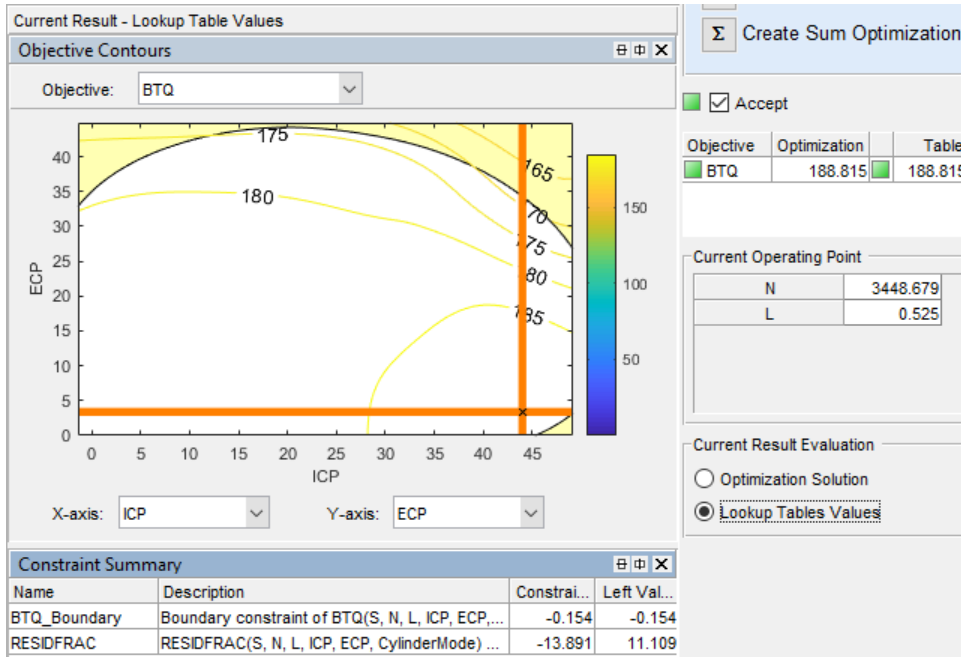 Current Result - Lookup Table Values
Objective Contours
Objective: BTQ
175
165
180
70
175
180
185
40
35
30
25
20
15
10
5
0
ECP
0 5 10 15 20 25 30 35 40 45
ICP
150
100
50
X-axis: ICP Y-axis: ECP
Constraint Summary
Name Description Constrai... Left Val...
BTQ_Boundary Boundary constraint of BTQ(S, N, L, ICP, ECP,... -0.154 -0.154
RESIDFRAC RESIDFRAC(S, N, L, ICP, ECP, CylinderMode) ... -13.891 11.109
Σ Create Sum Optimization
Accept
Objective Optimization Table
BTQ 188.815 188.815
Current Operating Point
N 3448.679
L 0.525
Current Result Evaluation
Optimization Solution
Lookup Tables Values